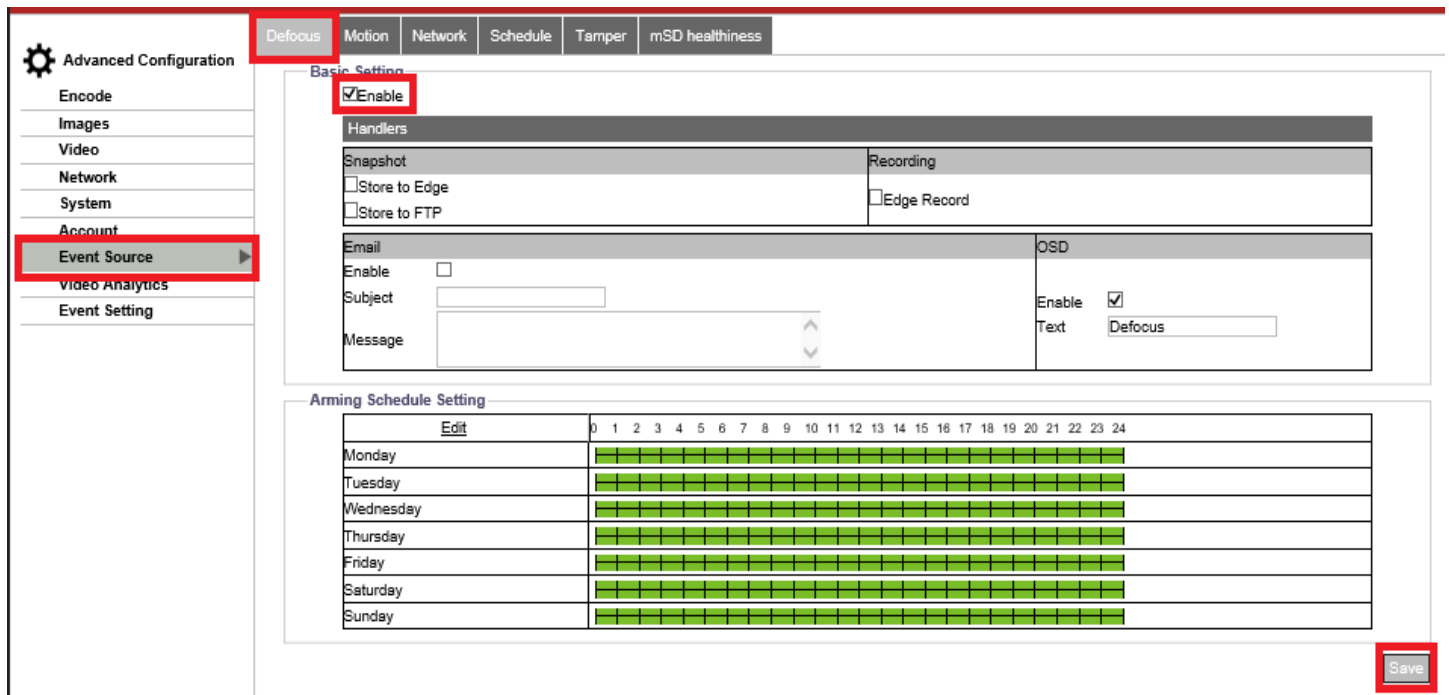 Defocus Motion Network Schedule Tamper mSD healthiness
Advanced Configuration
Encode
Images
Video
Network
System
Account
Event Source
Video Analytics
Event Setting
Basic Setting
Enable
Handlers
Snapshot Recording
Store to Edge
Edge Record
Store to FTP
Email OSD
Enable
Subject
Enable
Text Defocus
Message
Arming Schedule Setting
Edit 0 1 2 3 4 5 6 7 8 9 10 11 12 13 14 15 16 17 18 19 20 21 22 23 24
Monday
Tuesday
Wednesday
Thursday
Friday
Saturday
Sunday
Save